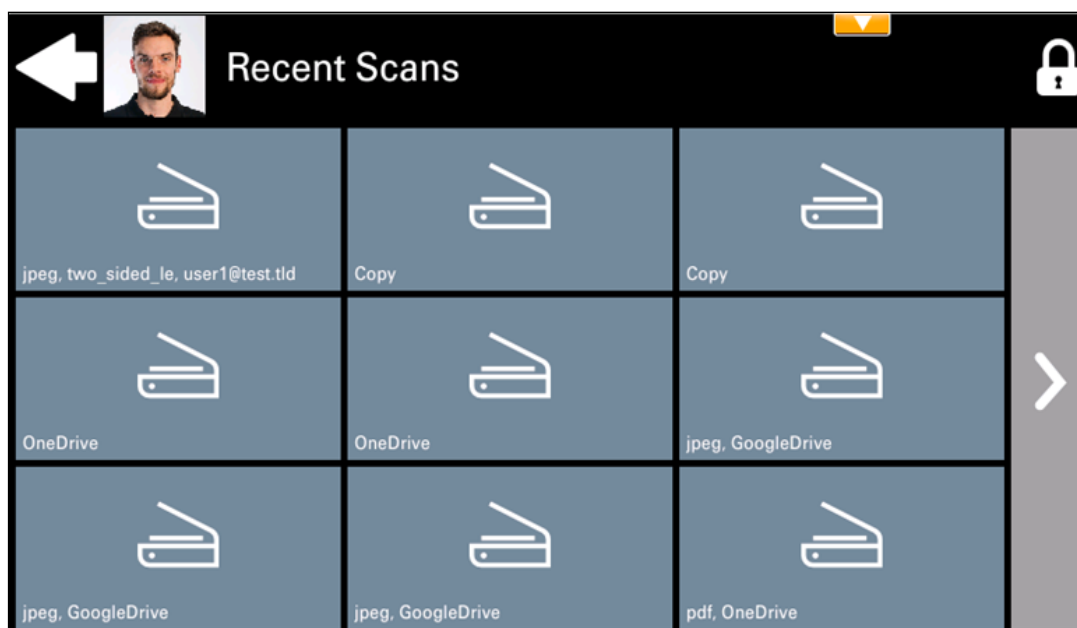 Recent Scans
jpeg, two_sided_le, user1@test.tld
Copy
Copy
OneDrive
OneDrive
jpeg, GoogleDrive
jpeg, GoogleDrive
jpeg, GoogleDrive
pdf, OneDrive